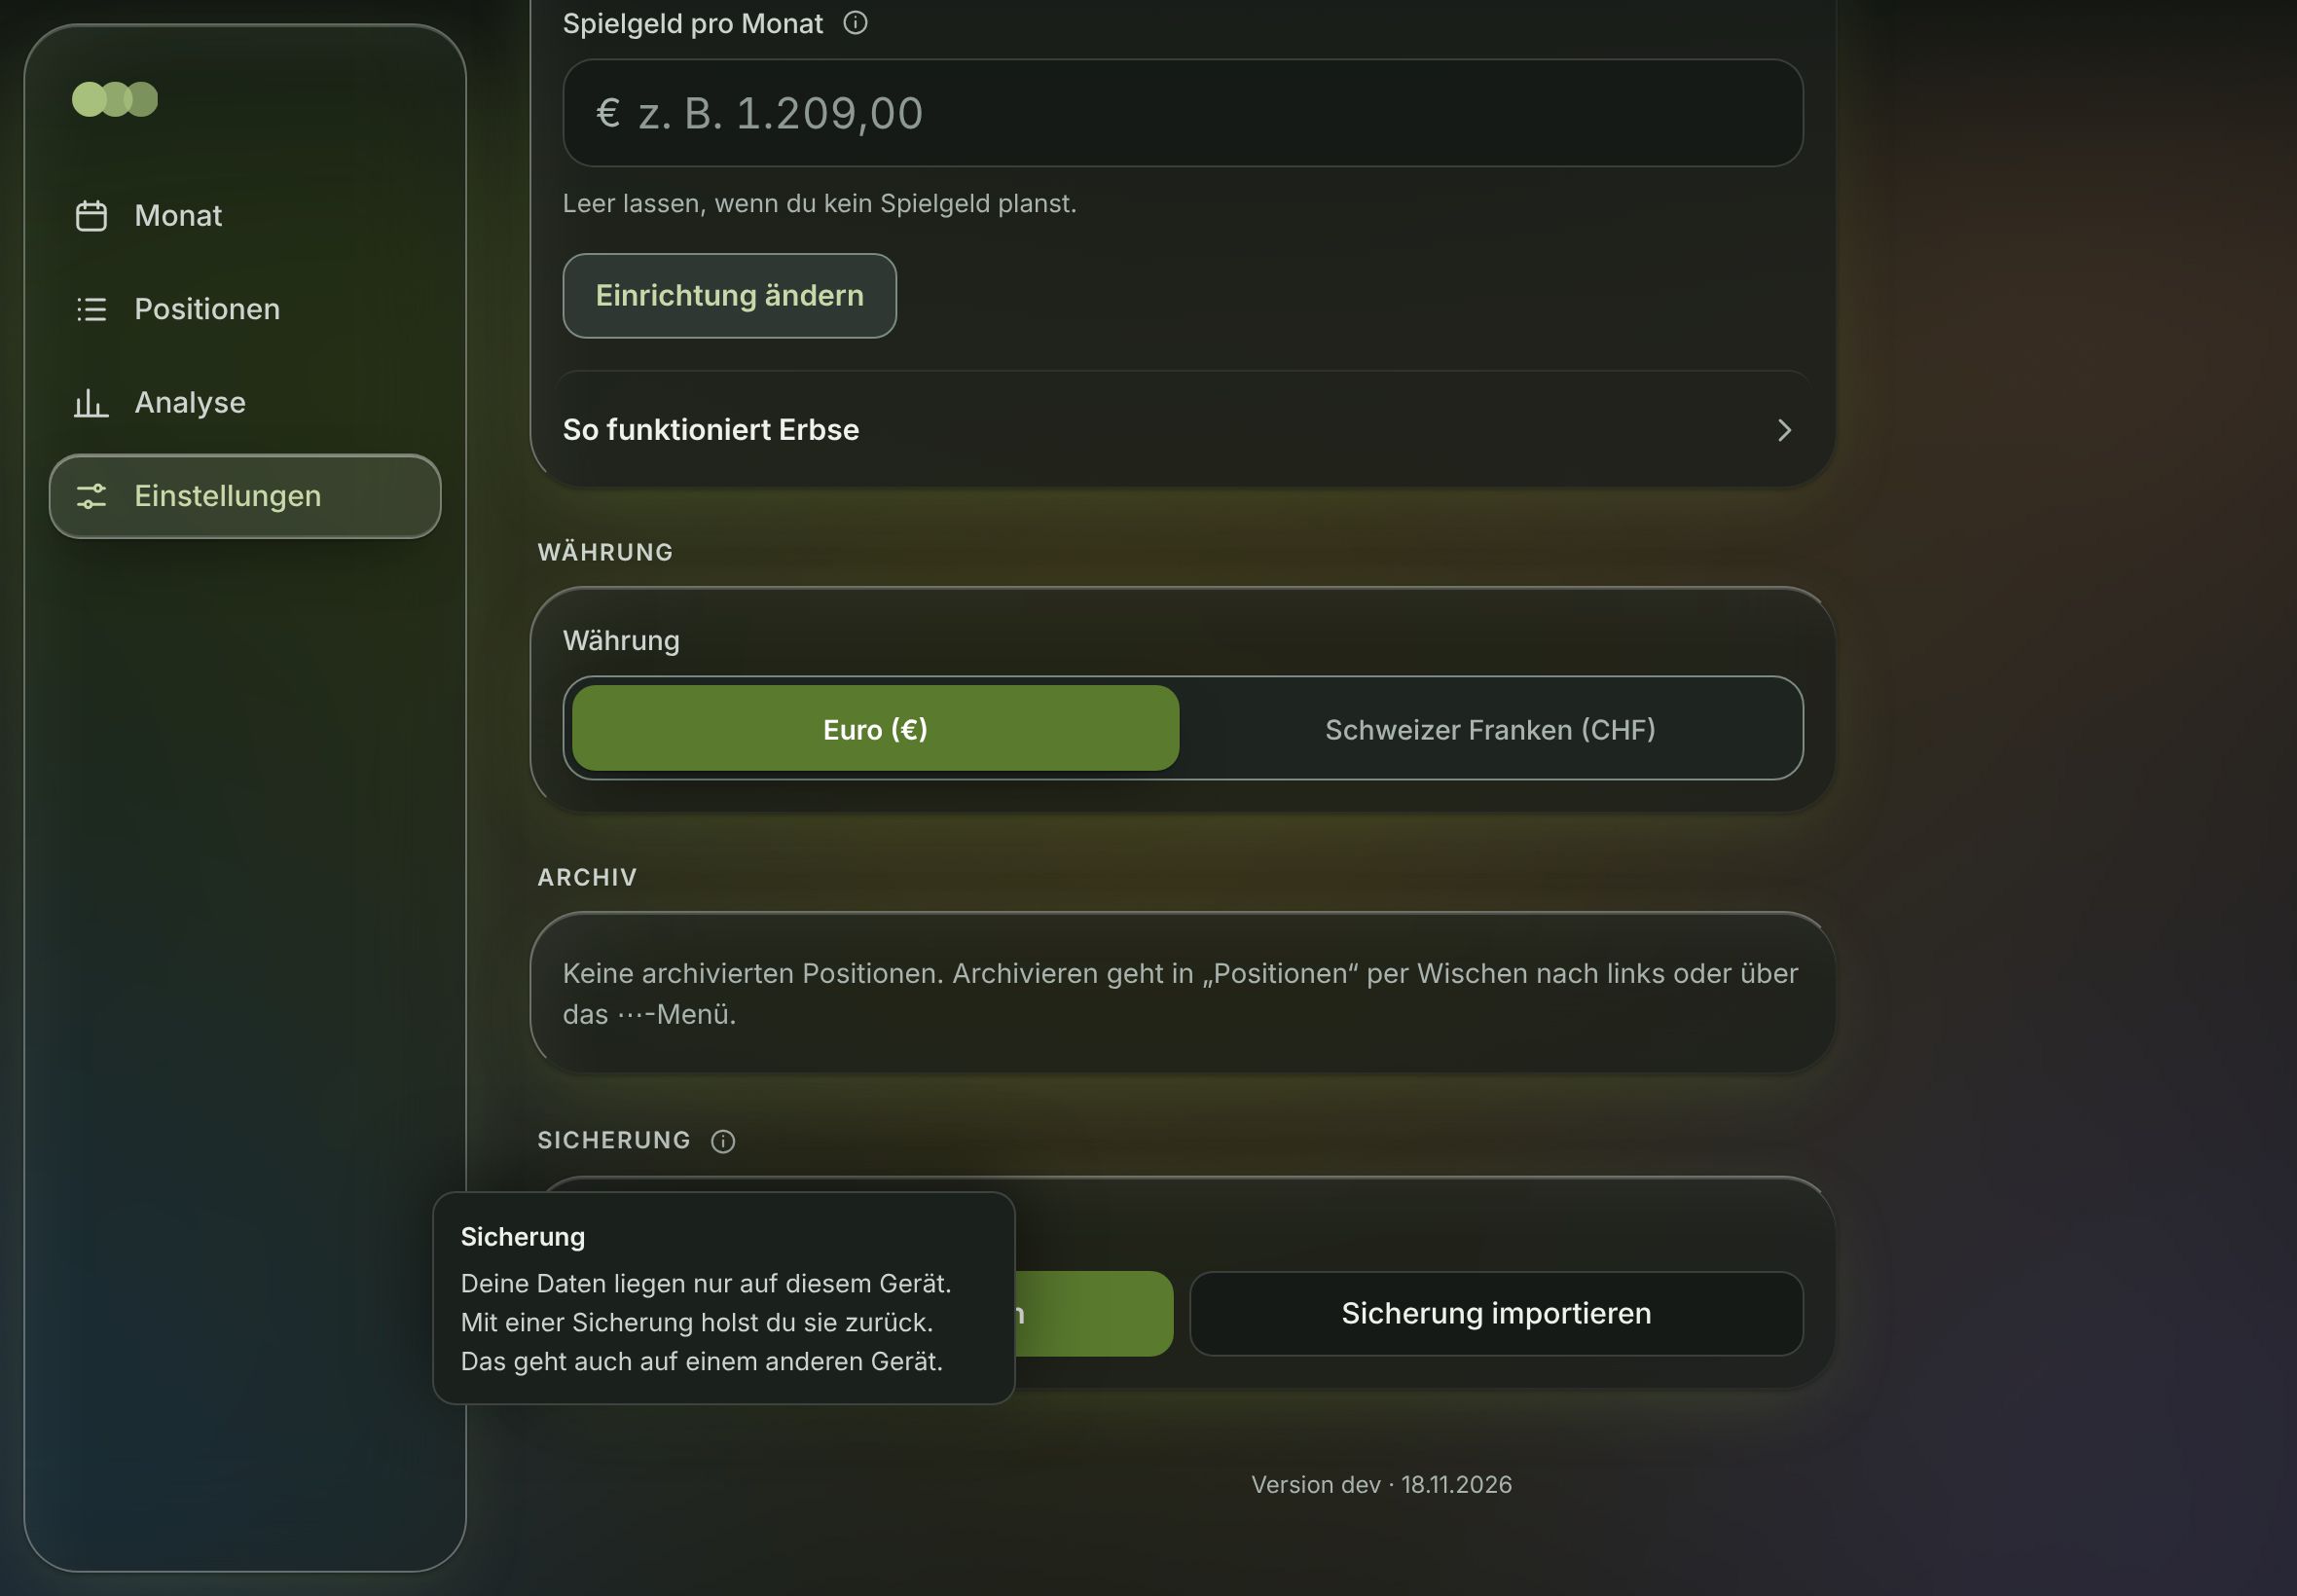 Spielgeld pro Monat
€ z. B. 1.209,00
Leer lassen, wenn du kein Spielgeld planst.
Einrichtung ändern
So funktioniert Erbse
Monat
Positionen
Analyse
Einstellungen
WÄHRUNG
Währung
Euro (€)
Schweizer Franken (CHF)
ARCHIV
Keine archivierten Positionen. Archivieren geht in „Positionen“ per Wischen nach links oder über
das ⋯-Menü.
SICHERUNG
Sicherung
Deine Daten liegen nur auf diesem Gerät.
Mit einer Sicherung holst du sie zurück.
Das geht auch auf einem anderen Gerät.
Sicherung importieren
Version dev · 18.11.2026